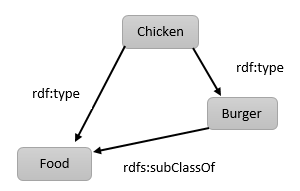 Chicken
rdf:type
rdf:type
Burger
Food
rdfs:subClassOf